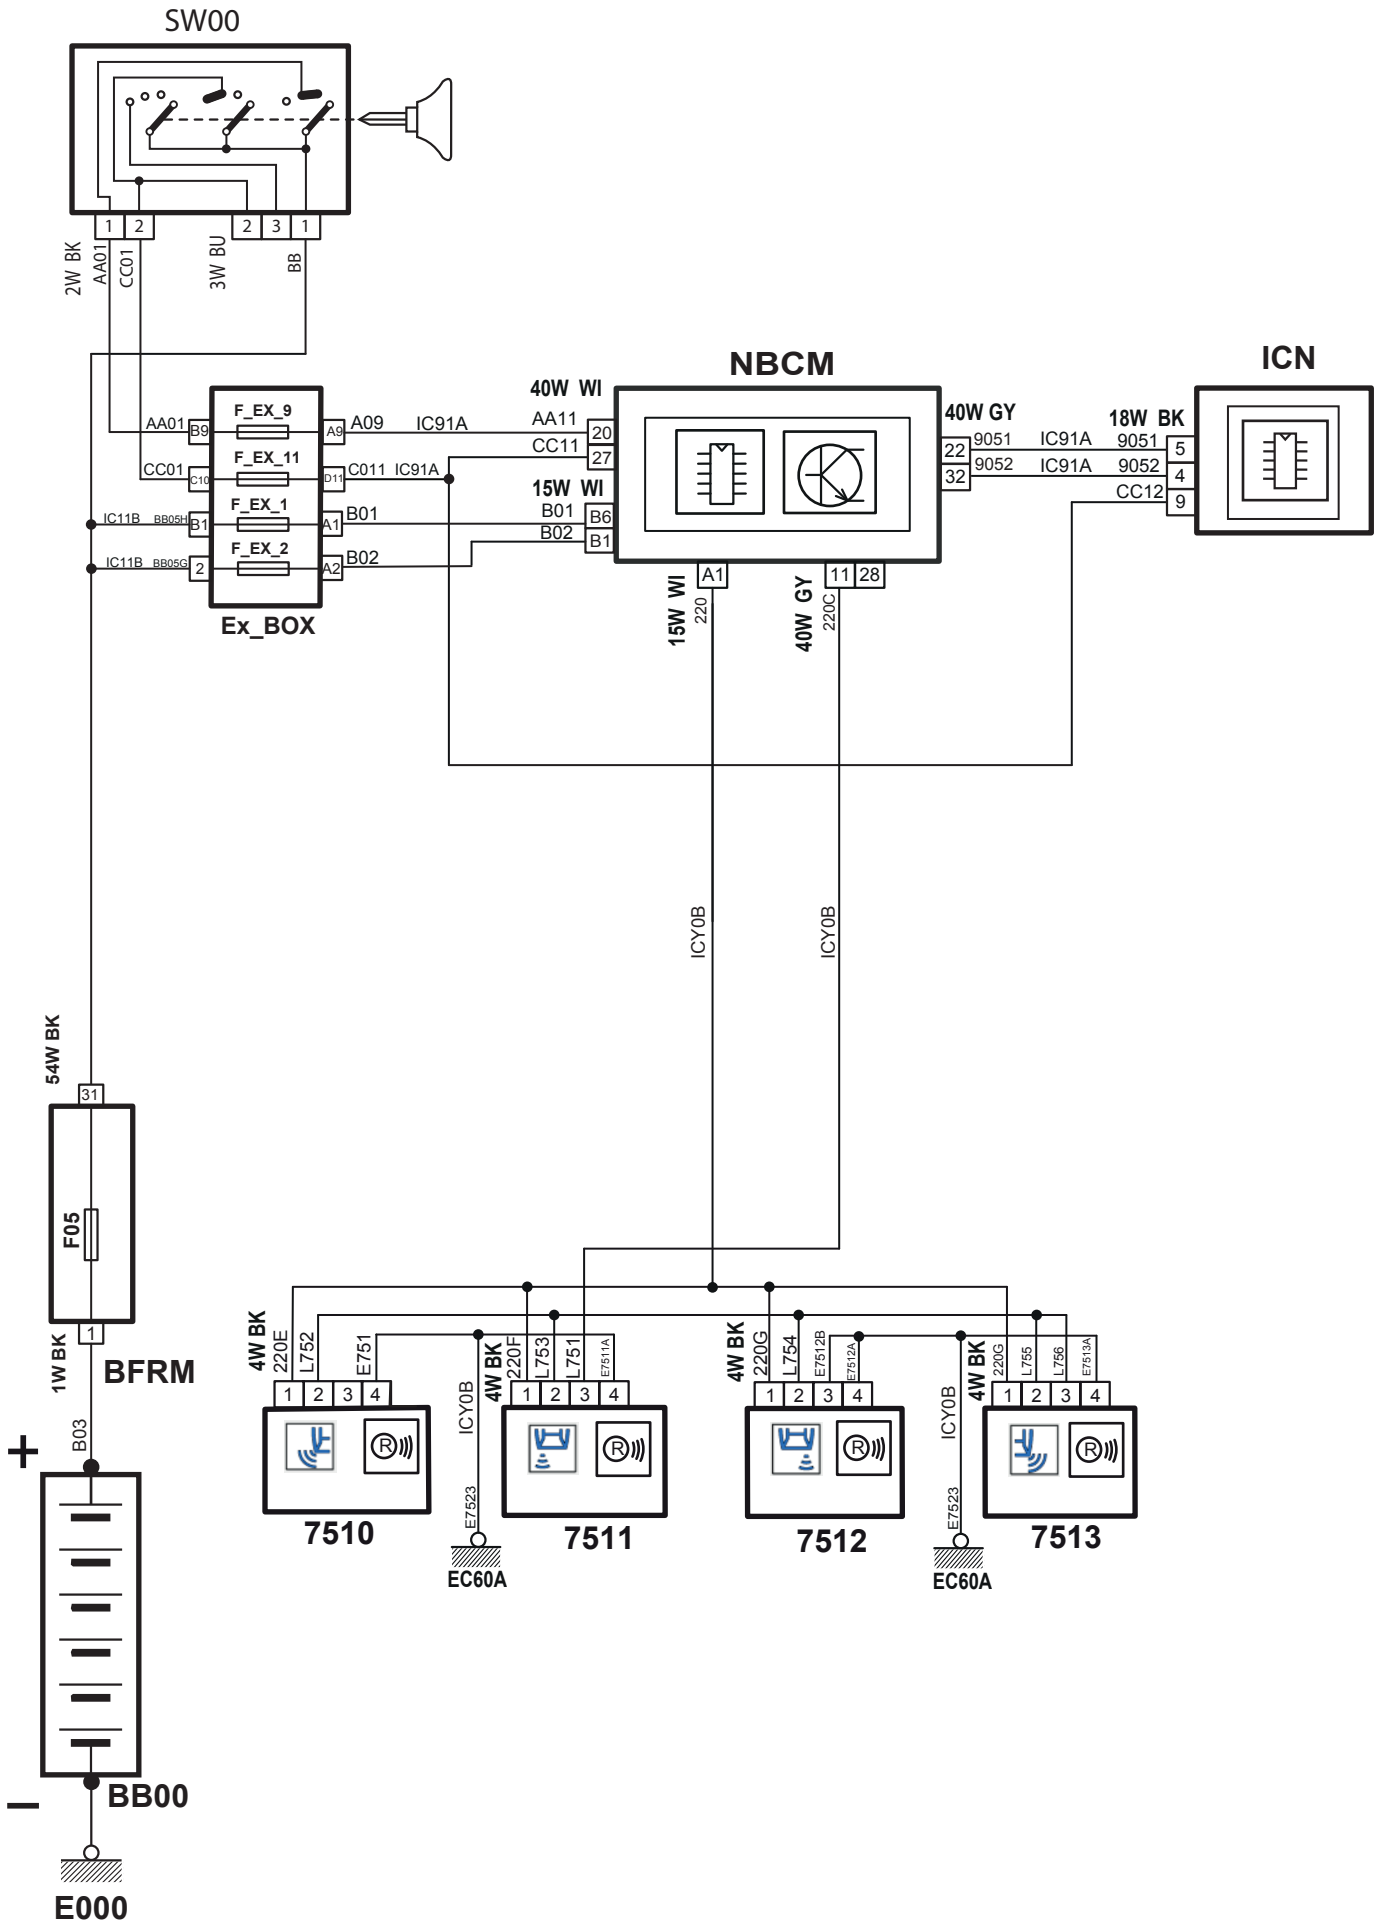 SW00
1 2 2 3 1
2W BK
AA01
CC01
3W BU
BB
NBCM
ICN
40W WI
F_EX_9
AA01 B9 A9 A09 IC91A AA11 20
40W GY
22 9051 IC91A 9051 5
18W BK
F_EX_11
CC01 C10 D11 C011 IC91A
CC11 27
32 9052 IC91A 9052 4
CC12 9
15W WI
F_EX_1
IC11B BB05H B1 A1 B01 B01 B6
F_EX_2
IC11B BB05G 2 A2 B02 B02 B1
Ex_BOX
A1 11 28
15W WI
220
40W GY
220C
ICY0B
ICY0B
54W BK
31
F05
1
1W BK
BFRM
B03
+
BB00
–
E000
4W BK
220E
L752
E751
1 2 3 4
R
7510
ICY0B
E7523
EC60A
4W BK
220F
L753
L751
E7511A
1 2 3 4
R
7511
4W BK
220G
L754
E7512B
E7512A
1 2 3 4
R
7512
ICY0B
E7523
EC60A
4W BK
220G
L755
L756
E7513A
1 2 3 4
R
7513